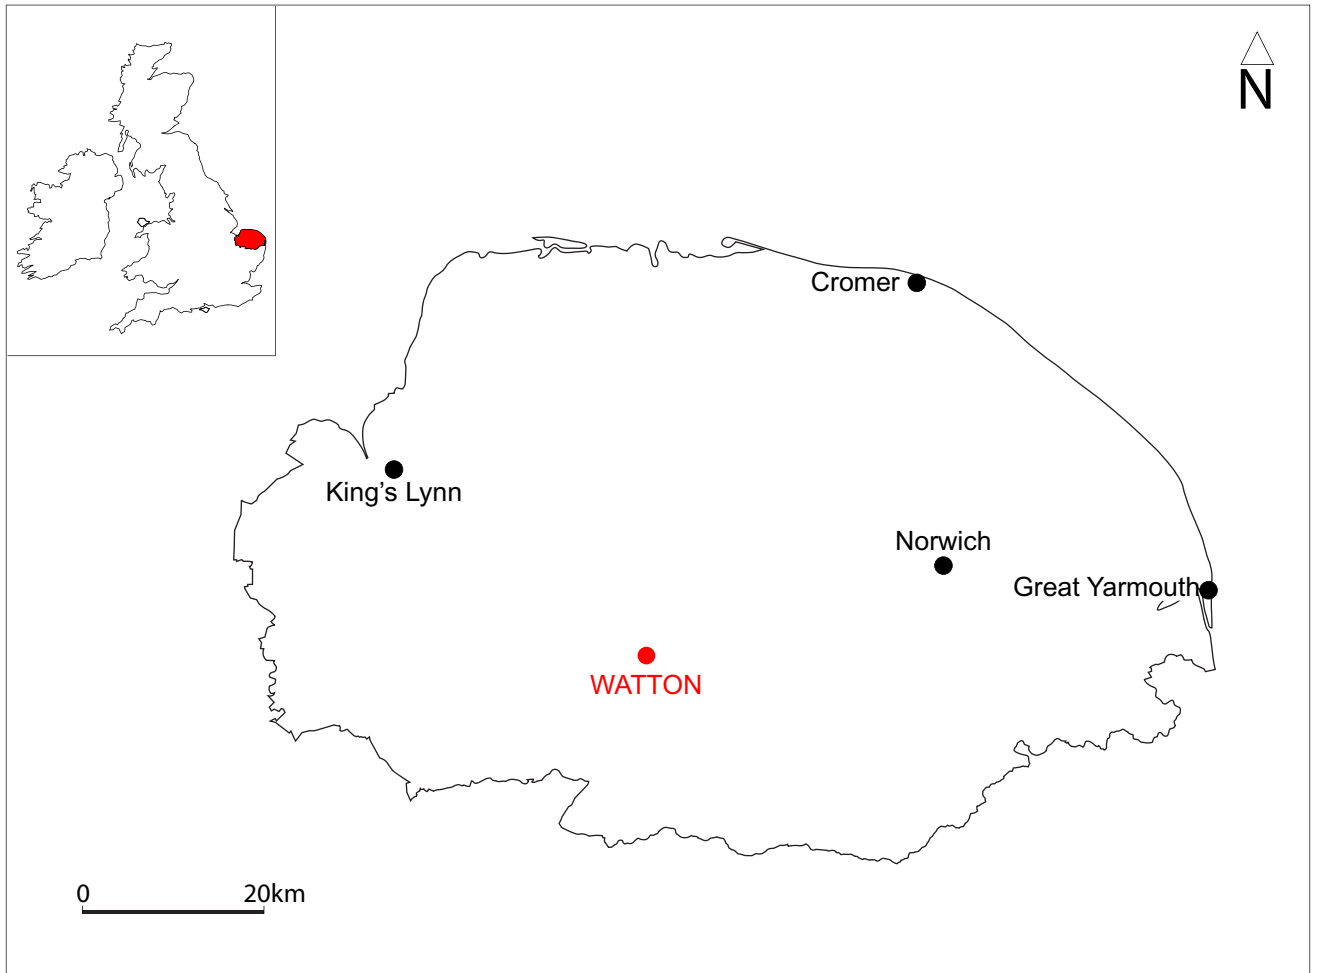 N
Cromer
King’s Lynn
Norwich
Great Yarmouth
WATTON
0 20km